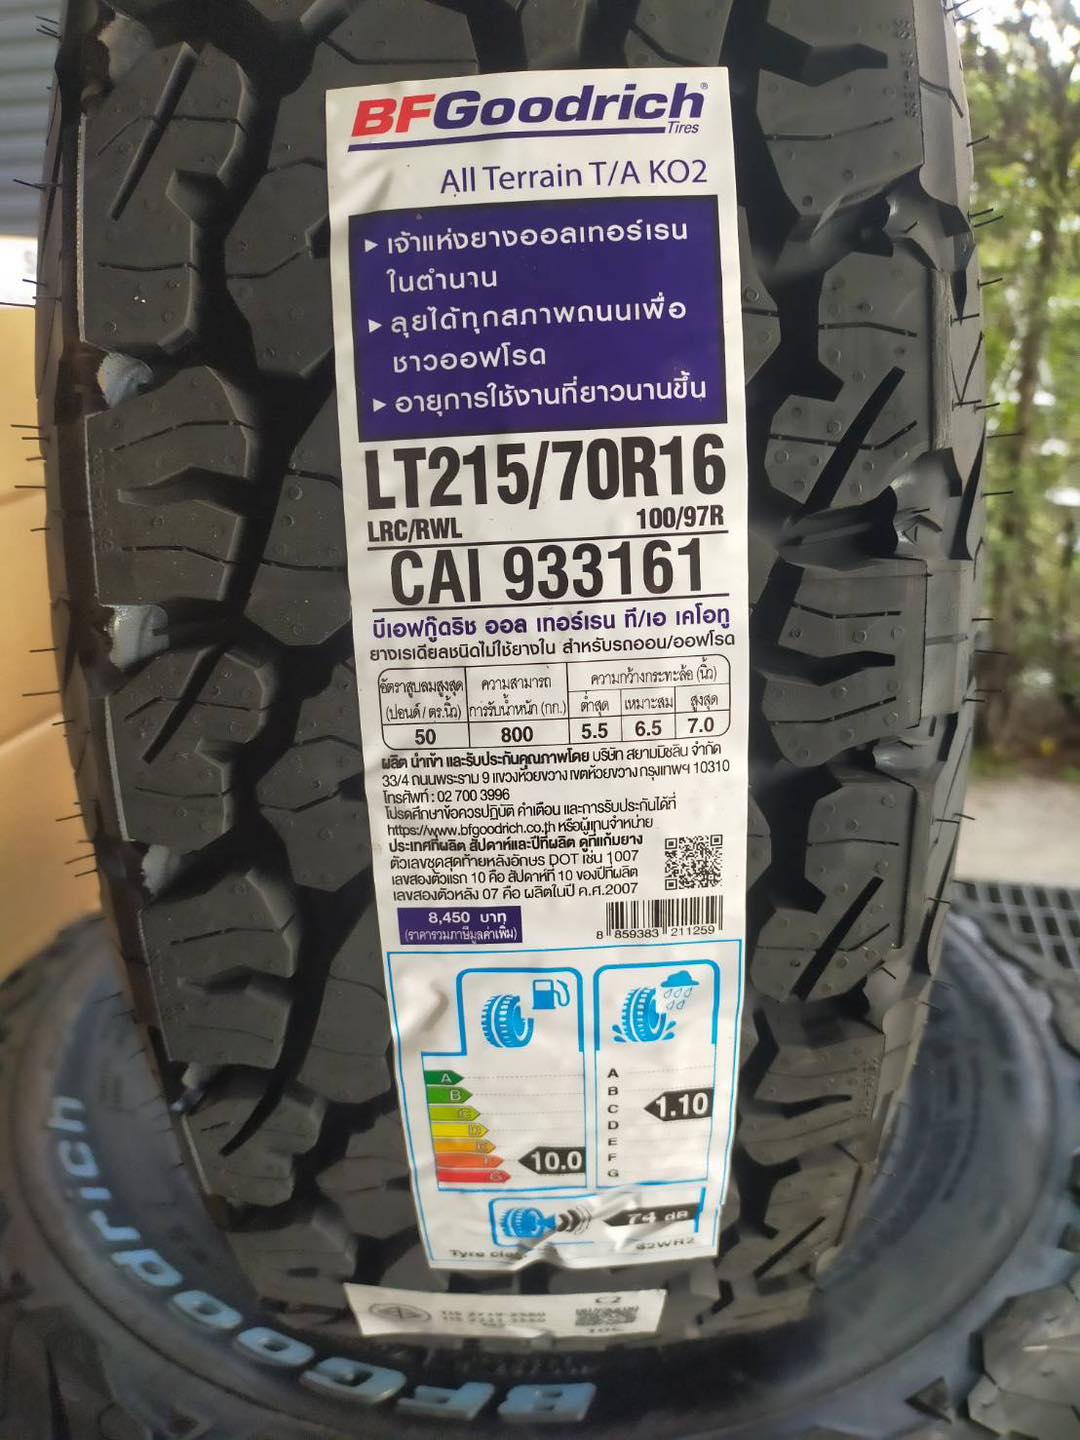 BFGoodrich®
Tires
All Terrain T/A KO2
▸ เจ้าแห่งยางออลเทอร์เรน
ในตำนาน
▸ ลุยได้ทุกสภาพถนนเพื่อ
ชาวออฟโรด
▸ อายุการใช้งานที่ยาวนานขึ้น
LT215/70R16
LRC/RWL 100/97R
CAI 933161
บีเอฟกู๊ดริช ออล เทอร์เรน ที/เอ เคโอทู
ยางเรเดียลชนิดไม่ใช้ยางใน สำหรับรถออน/ออฟโรด
อัตราสูบลมสูงสุด ความสามารถ ความกว้างกระทะล้อ (นิ้ว)
(ปอนด์/ตร.นิ้ว) การรับน้ำหนัก (กก.) ต่ำสุด เหมาะสม สูงสุด
50 800 5.5 6.5 7.0
ผลิต นำเข้า และรับประกันคุณภาพโดย บริษัท สยามมิชลิน จำกัด
33/4 ถนนพระราม 9 แขวงห้วยขวาง เขตห้วยขวาง กรุงเทพฯ 10310
โทรศัพท์ : 02 700 3996
โปรดศึกษาข้อควรปฏิบัติ คำเตือน และการรับประกันได้ที่
https://www.bfgoodrich.co.th หรือผู้แทนจำหน่าย
ประเทศที่ผลิต สัปดาห์และปีที่ผลิต ดูที่แก้มยาง
ตัวเลขชุดสุดท้ายหลังอักษร DOT เช่น 1007
เลขสองตัวแรก 10 คือ สัปดาห์ที่ 10 ของปีที่ผลิต
เลขสองตัวหลัง 07 คือ ผลิตในปี ค.ศ.2007
8,450 บาท
(ราคารวมภาษีมูลค่าเพิ่ม)
8 859383 211259
A
B
C
D
E
F
G
10.0
A
B
C
D
E
F
G
1.10
74 dB
C2
BFGoodrich